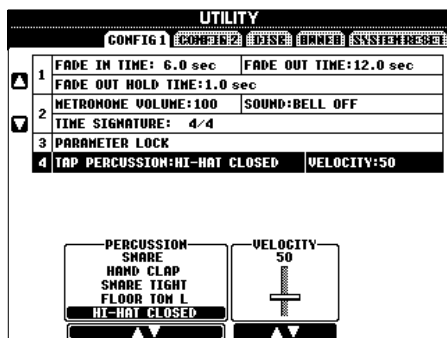 UTILITY
CONFIG 1 CONFIG 2 DISK OWNER SYSTEM RESET
1 FADE IN TIME: 6.0 sec FADE OUT TIME:12.0 sec
FADE OUT HOLD TIME:1.0 sec
2 METRONOME VOLUME:100 SOUND:BELL OFF
TIME SIGNATURE: 4/4
3 PARAMETER LOCK
4 TAP PERCUSSION:HI-HAT CLOSED VELOCITY:50
PERCUSSION VELOCITY
SNARE 50
HAND CLAP
SNARE TIGHT
FLOOR TOM L
HI-HAT CLOSED